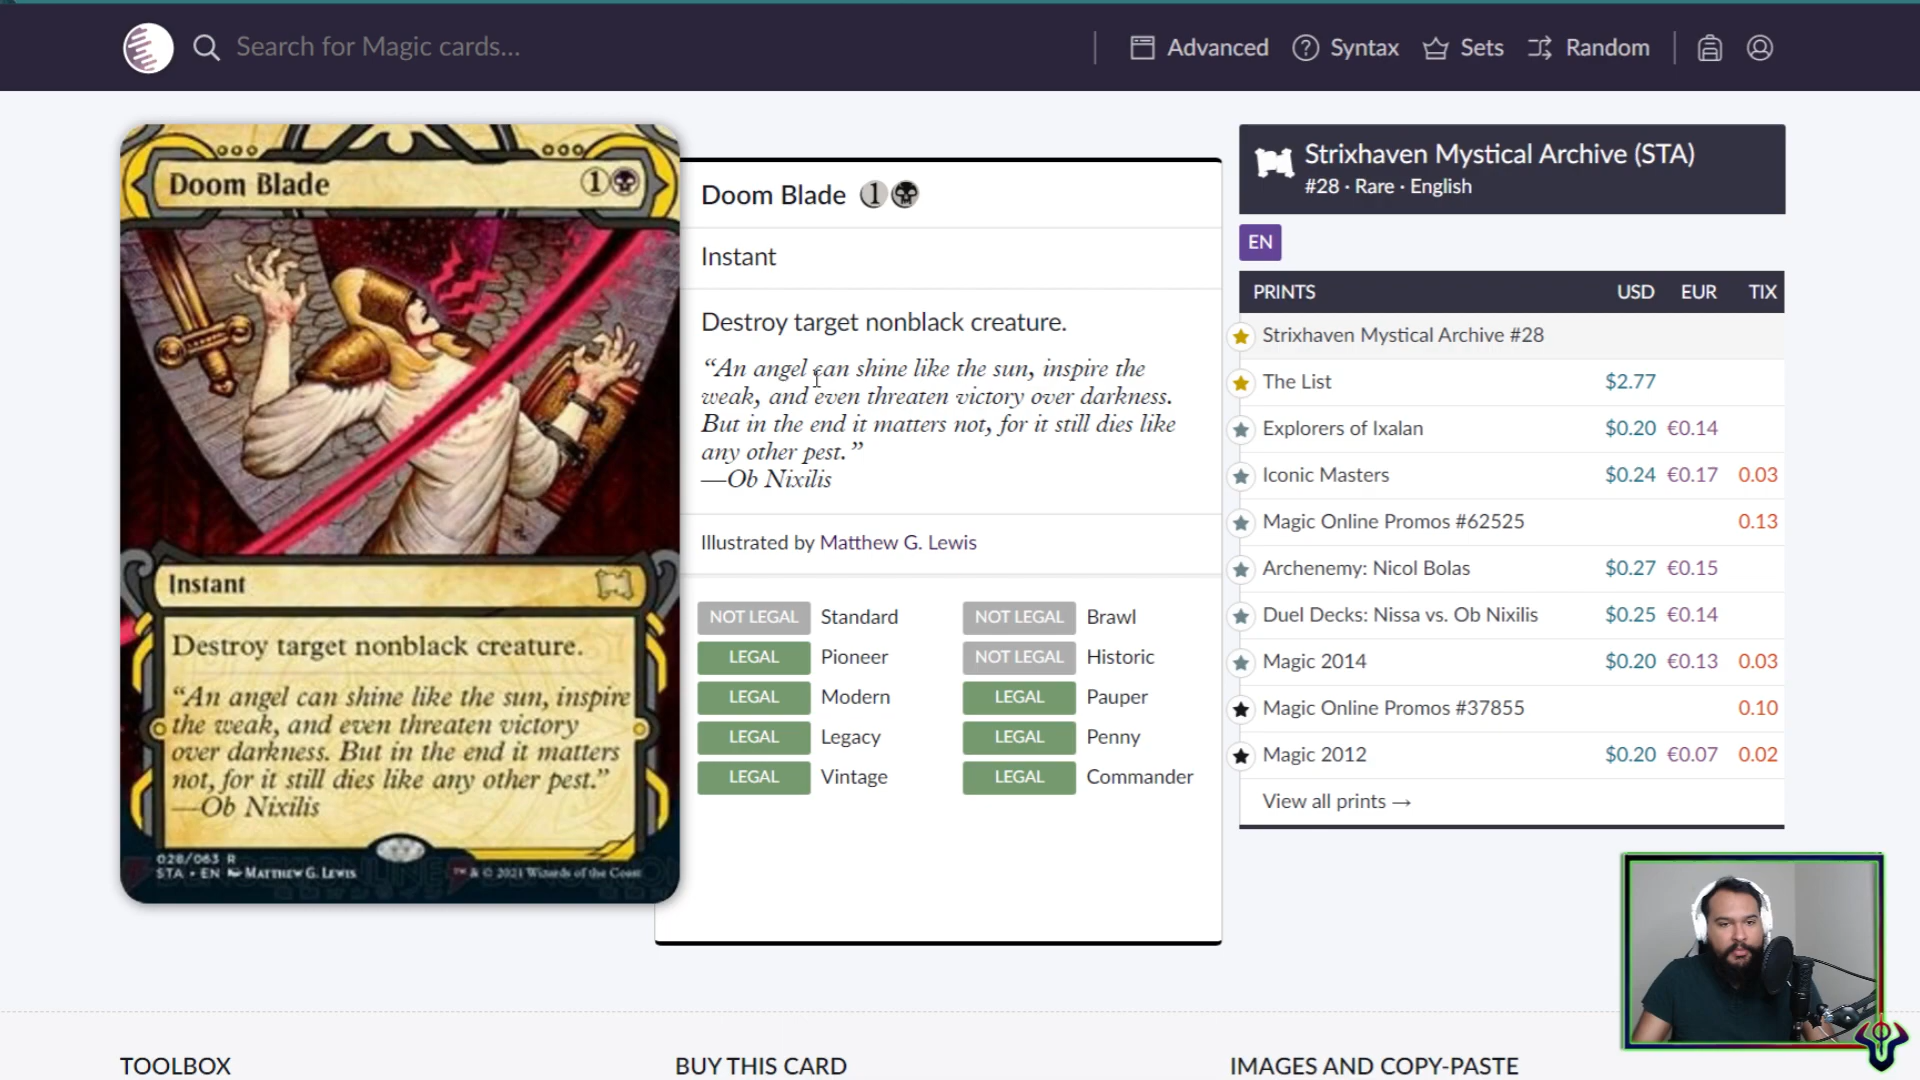 Search for Magic cards...
Advanced
Syntax
Sets
Random
Doom Blade 1
Instant
Destroy target nonblack creature.
“An angel can shine like the sun, inspire
the weak, and even threaten victory
over darkness. But in the end it matters
not, for it still dies like any other pest.”
—Ob Nixilis
028/063 R
STA • EN Matthew G. Lewis
™ & © 2021 Wizards of the Coast
Doom Blade 1
Instant
Destroy target nonblack creature.
“An angel can shine like the sun, inspire the
weak, and even threaten victory over darkness.
But in the end it matters not, for it still dies like
any other pest.”
—Ob Nixilis
Illustrated by Matthew G. Lewis
NOT LEGAL Standard NOT LEGAL Brawl
LEGAL Pioneer NOT LEGAL Historic
LEGAL Modern LEGAL Pauper
LEGAL Legacy LEGAL Penny
LEGAL Vintage LEGAL Commander
Strixhaven Mystical Archive (STA)
#28 · Rare · English
EN
PRINTS USD EUR TIX
Strixhaven Mystical Archive #28
The List $2.77
Explorers of Ixalan $0.20 €0.14
Iconic Masters $0.24 €0.17 0.03
Magic Online Promos #62525 0.13
Archenemy: Nicol Bolas $0.27 €0.15
Duel Decks: Nissa vs. Ob Nixilis $0.25 €0.14
Magic 2014 $0.20 €0.13 0.03
Magic Online Promos #37855 0.10
Magic 2012 $0.20 €0.07 0.02
View all prints →
TOOLBOX
BUY THIS CARD
IMAGES AND COPY-PASTE